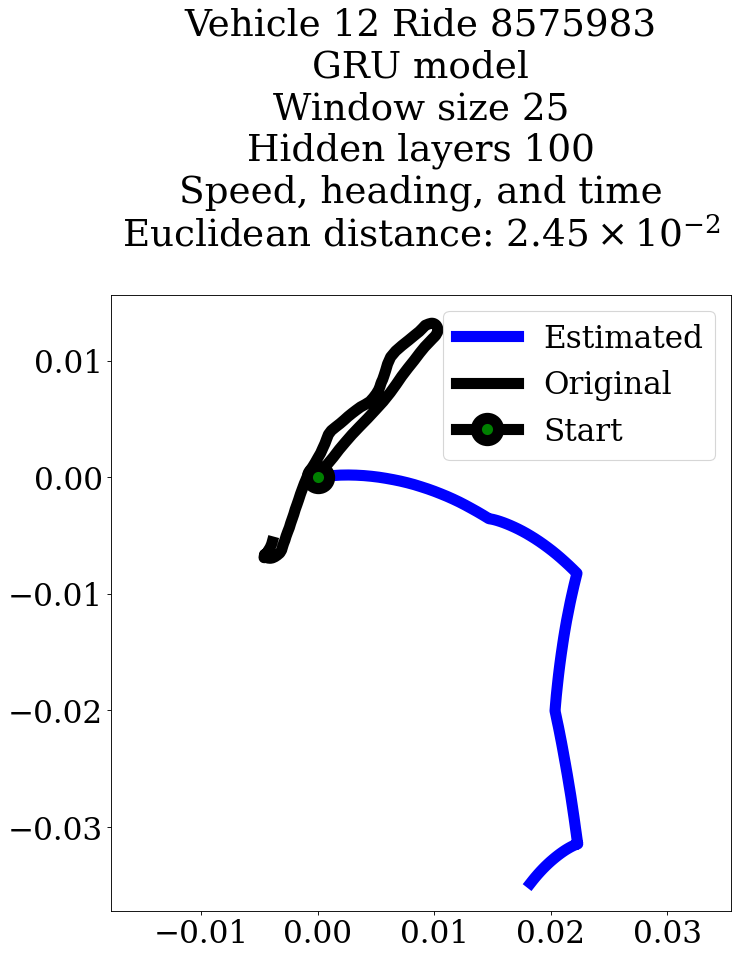 Vehicle 12 Ride 8575983
GRU model
Window size 25
Hidden layers 100
Speed, heading, and time
Euclidean distance: 2.45 × 10⁻²
Estimated
Original
Start
0.01
0.00
−0.01
−0.02
−0.03
−0.01 0.00 0.01 0.02 0.03